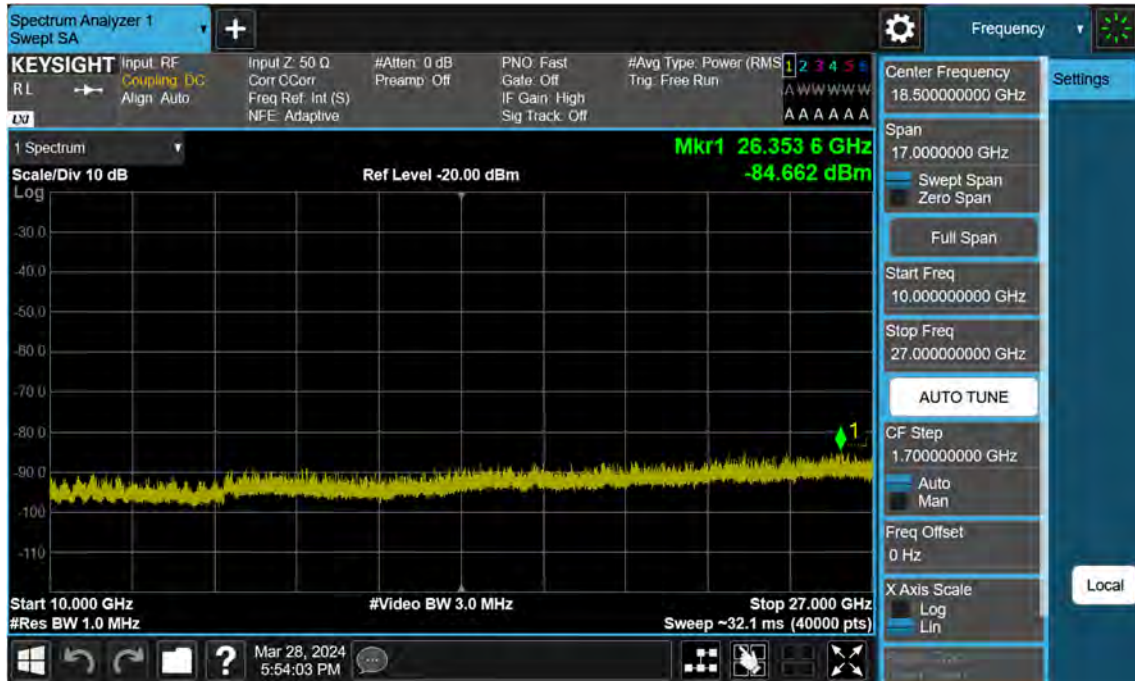 Spectrum Analyzer 1
Swept SA
Frequency
KEYSIGHT
RL
LXI
Input: RF
Coupling: DC
Align: Auto
Input Z: 50 Ω
Corr CCorr
Freq Ref: Int (S)
NFE: Adaptive
#Atten: 0 dB
Preamp: Off
PNO: Fast
Gate: Off
IF Gain: High
Sig Track: Off
#Avg Type: Power (RMS
Trig: Free Run
1 2 3 4 5 6
A W W W W W
A A A A A A
Center Frequency
18.500000000 GHz
Settings
1 Spectrum
Mkr1 26.353 6 GHz
Scale/Div 10 dB
Ref Level -20.00 dBm
-84.662 dBm
Log
-30.0
-40.0
-50.0
-60.0
-70.0
-80.0
-90.0
-100
-110
1
Start 10.000 GHz
#Video BW 3.0 MHz
Stop 27.000 GHz
#Res BW 1.0 MHz
Sweep ~32.1 ms (40000 pts)
Span
17.0000000 GHz
Swept Span
Zero Span
Full Span
Start Freq
10.000000000 GHz
Stop Freq
27.000000000 GHz
AUTO TUNE
CF Step
1.700000000 GHz
Auto
Man
Freq Offset
0 Hz
X Axis Scale
Log
Lin
Local
?
Mar 28, 2024
5:54:03 PM